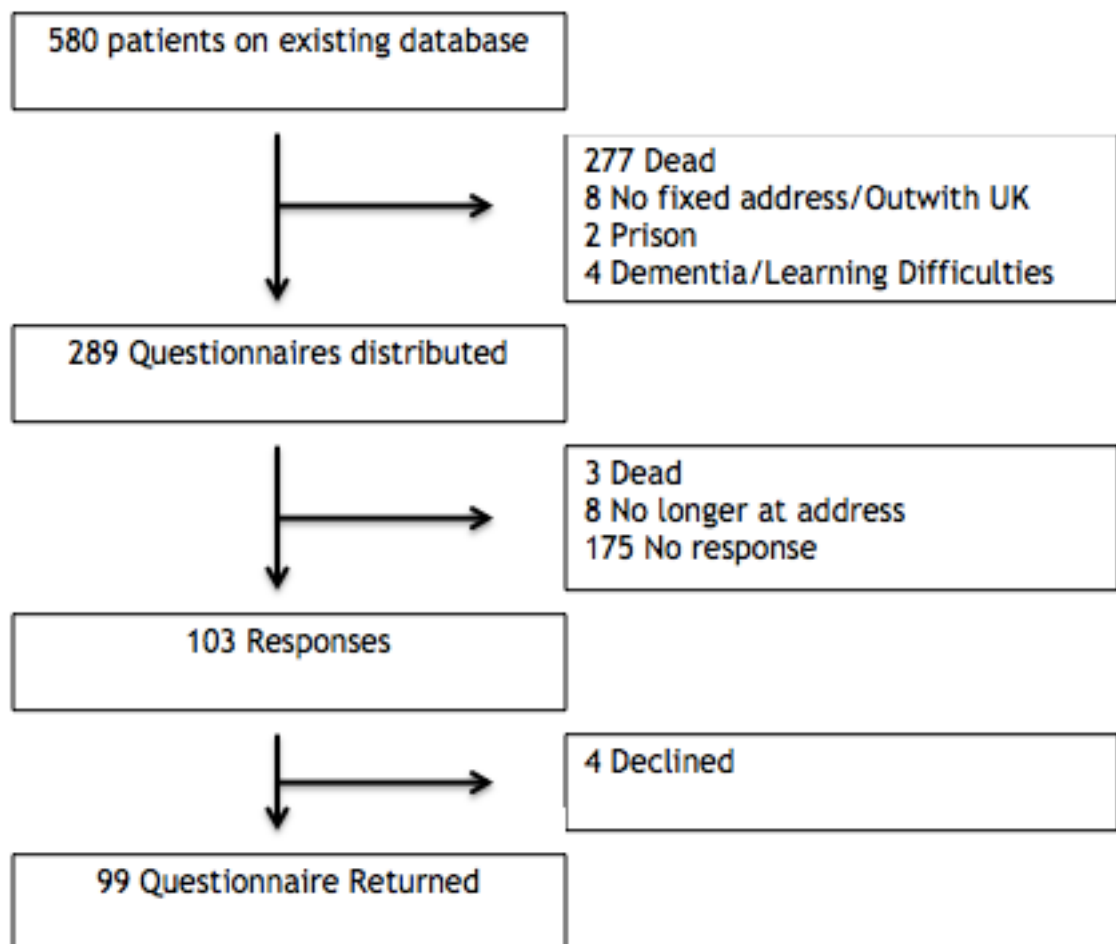 580 patients on existing database
277 Dead
8 No fixed address/Outwith UK
2 Prison
4 Dementia/Learning Difficulties
289 Questionnaires distributed
3 Dead
8 No longer at address
175 No response
103 Responses
4 Declined
99 Questionnaire Returned